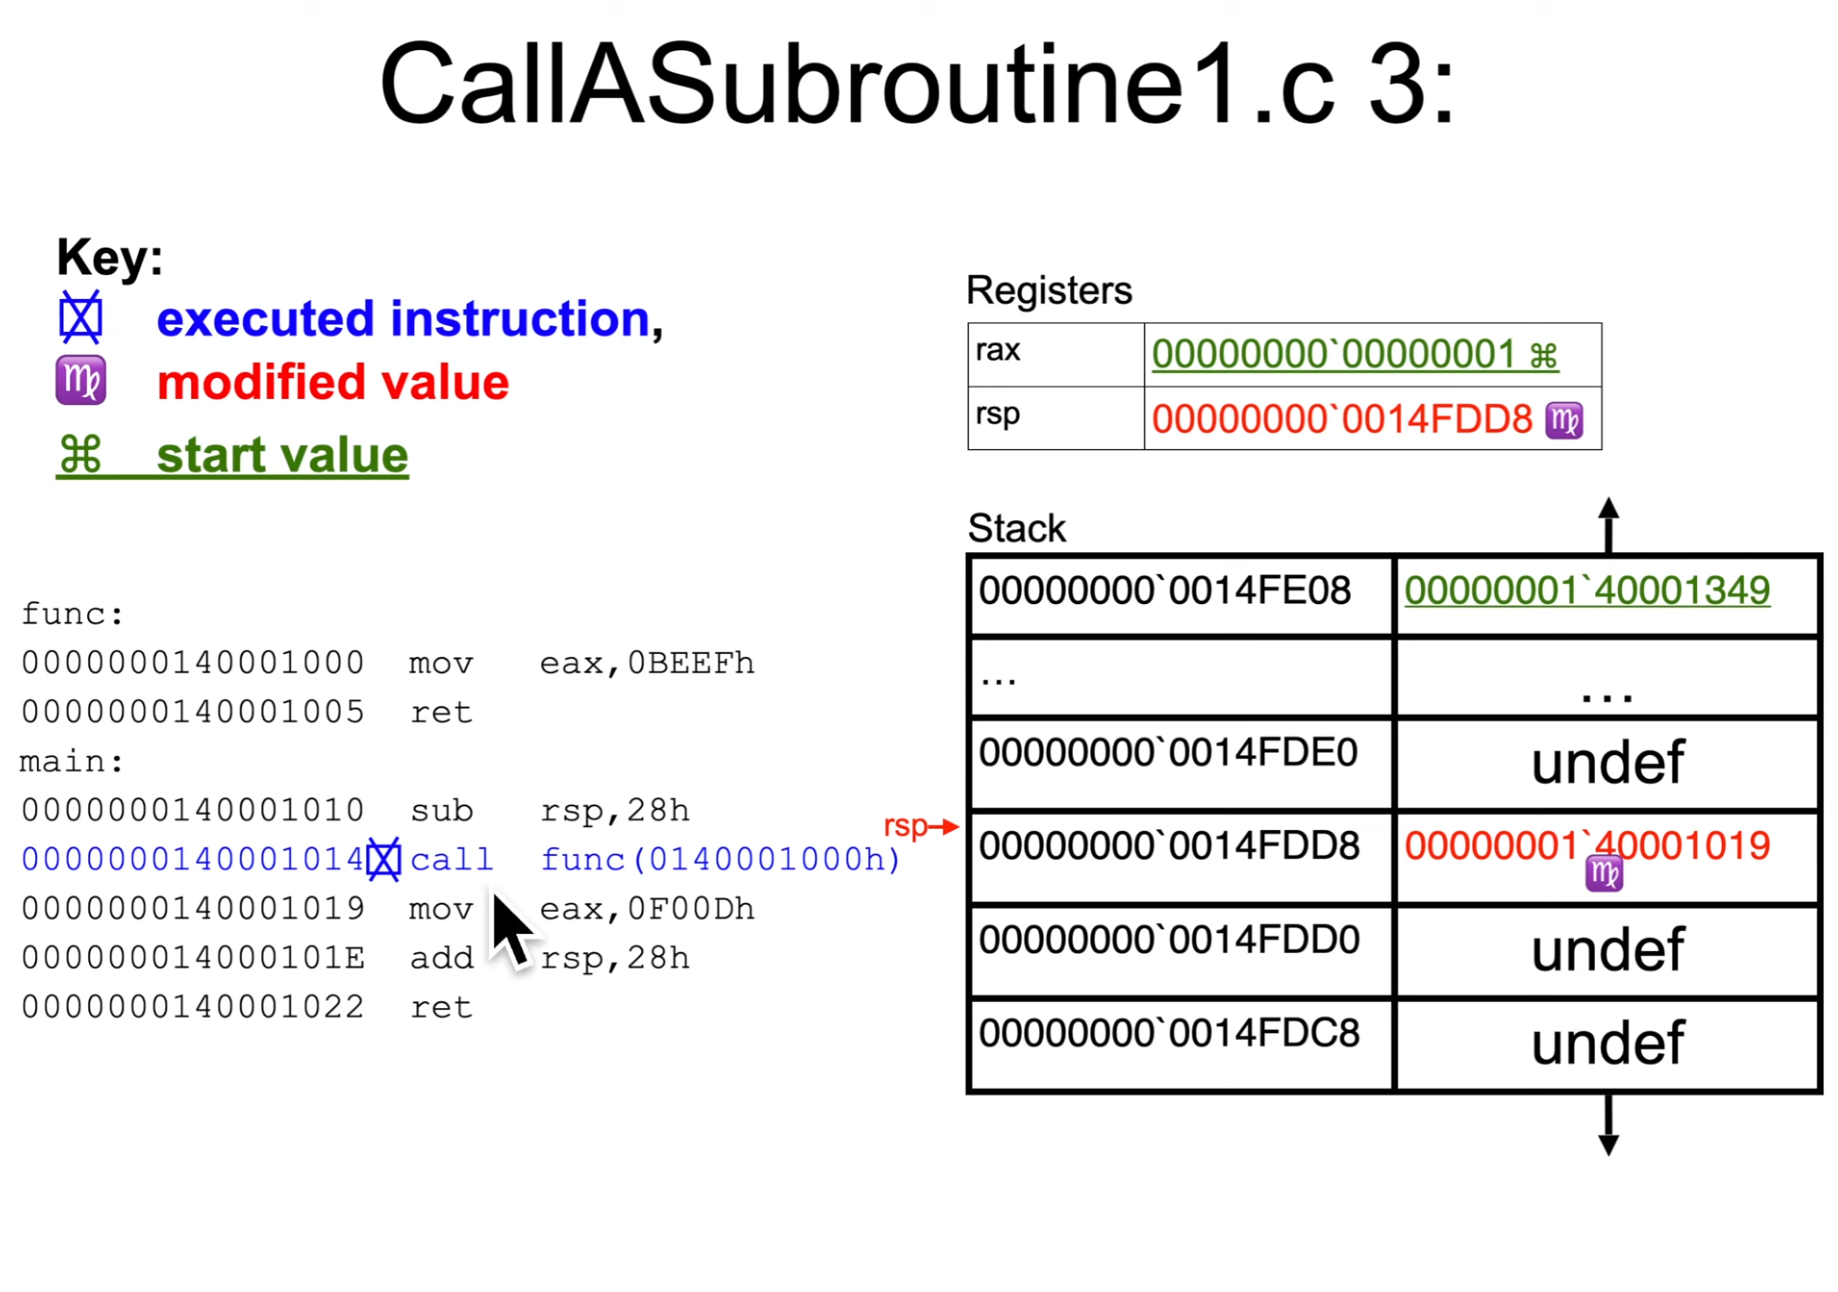 CallASubroutine1.c 3:
Key:
executed instruction,
♍ modified value
⌘ start value
Registers
rax 00000000`00000001 ⌘
rsp 00000000`0014FDD8 ♍
Stack
00000000`0014FE08 00000001`40001349
... ...
00000000`0014FDE0 undef
rsp→ 00000000`0014FDD8 00000001`40001019 ♍
00000000`0014FDD0 undef
00000000`0014FDC8 undef
func:
0000000140001000 mov eax,0BEEFh
0000000140001005 ret
main:
0000000140001010 sub rsp,28h
0000000140001014 call func(0140001000h)
0000000140001019 mov eax,0F00Dh
000000014000101E add rsp,28h
0000000140001022 ret